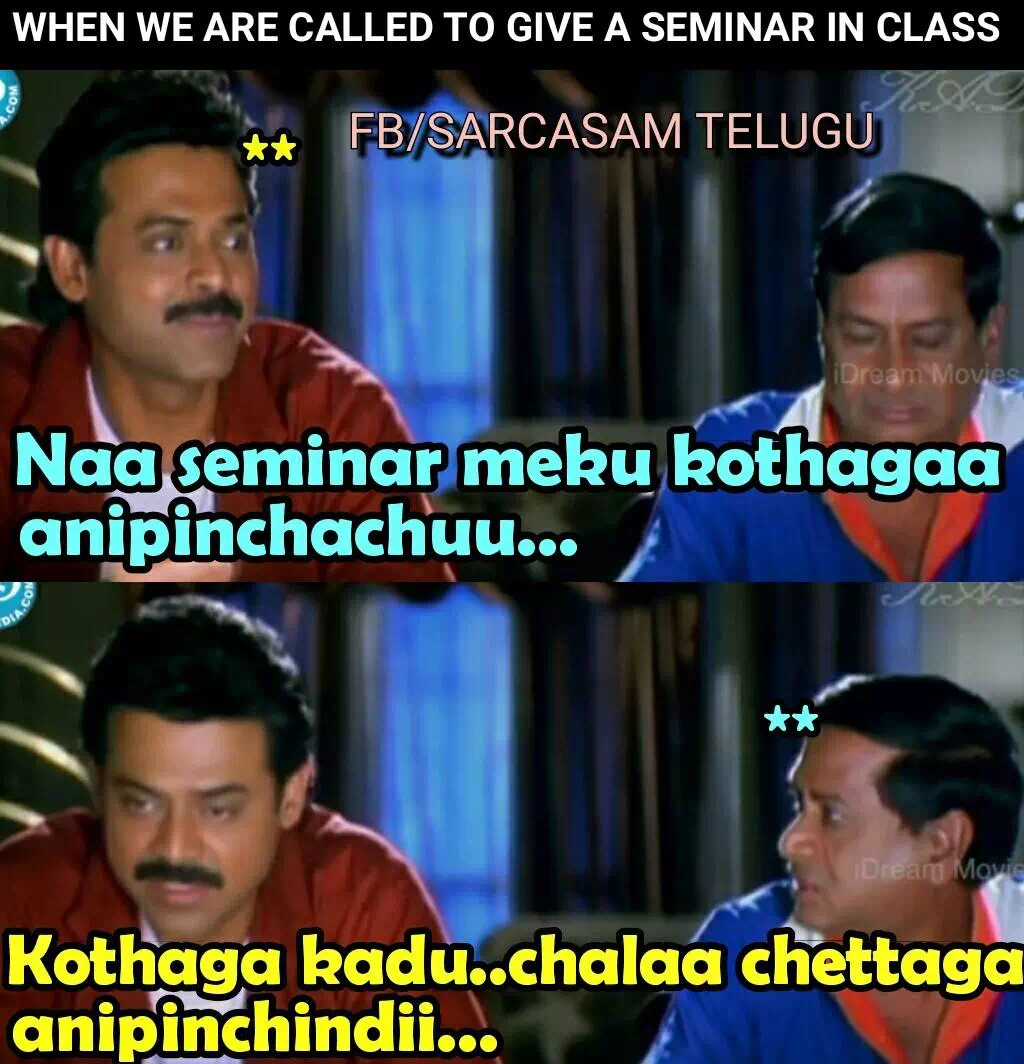 WHEN WE ARE CALLED TO GIVE A SEMINAR IN CLASS
FB/SARCASAM TELUGU
iDream Movies
Naa seminar meku kothagaa
anipinchachuu...
iDream Movie
Kothaga kadu..chalaa chettaga
anipinchindii...